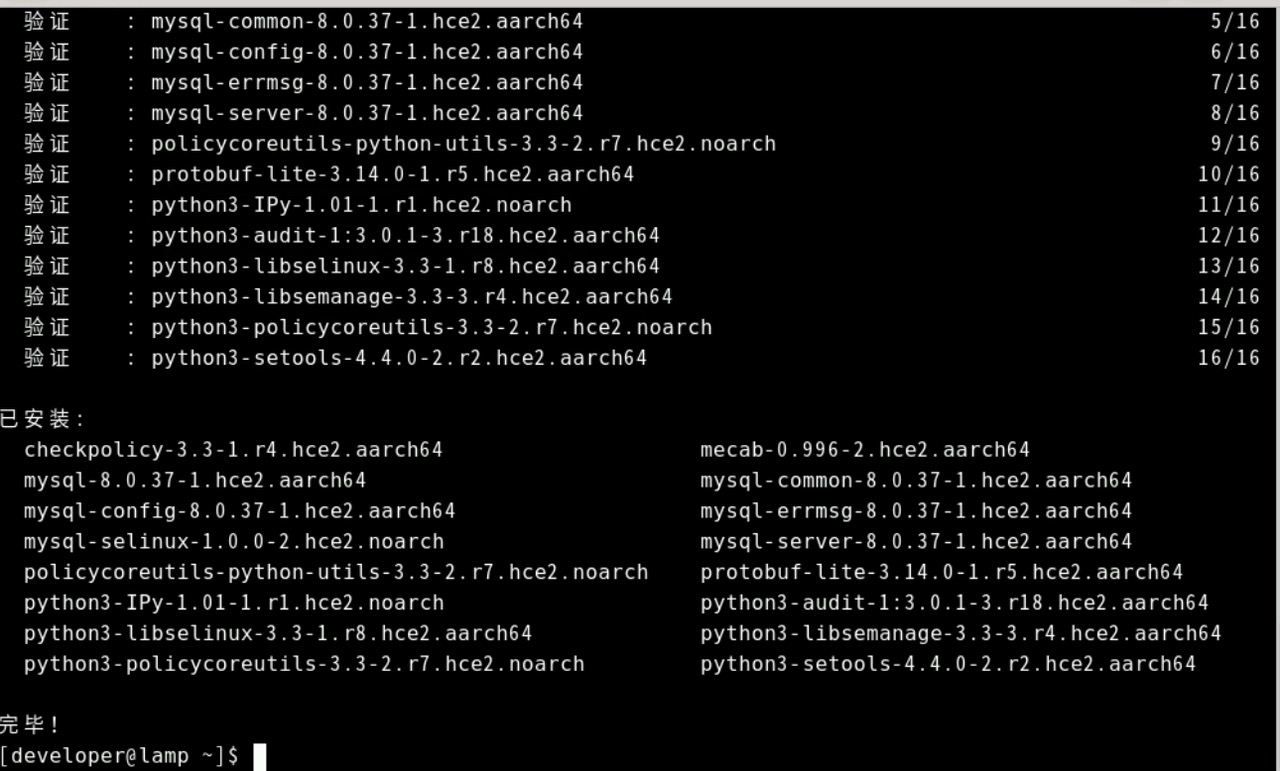 验证 : mysql-common-8.0.37-1.hce2.aarch64 5/16
验证 : mysql-config-8.0.37-1.hce2.aarch64 6/16
验证 : mysql-errmsg-8.0.37-1.hce2.aarch64 7/16
验证 : mysql-server-8.0.37-1.hce2.aarch64 8/16
验证 : policycoreutils-python-utils-3.3-2.r7.hce2.noarch 9/16
验证 : protobuf-lite-3.14.0-1.r5.hce2.aarch64 10/16
验证 : python3-IPy-1.01-1.r1.hce2.noarch 11/16
验证 : python3-audit-1:3.0.1-3.r18.hce2.aarch64 12/16
验证 : python3-libselinux-3.3-1.r8.hce2.aarch64 13/16
验证 : python3-libsemanage-3.3-3.r4.hce2.aarch64 14/16
验证 : python3-policycoreutils-3.3-2.r7.hce2.noarch 15/16
验证 : python3-setools-4.4.0-2.r2.hce2.aarch64 16/16
已安装:
checkpolicy-3.3-1.r4.hce2.aarch64 mecab-0.996-2.hce2.aarch64
mysql-8.0.37-1.hce2.aarch64 mysql-common-8.0.37-1.hce2.aarch64
mysql-config-8.0.37-1.hce2.aarch64 mysql-errmsg-8.0.37-1.hce2.aarch64
mysql-selinux-1.0.0-2.hce2.noarch mysql-server-8.0.37-1.hce2.aarch64
policycoreutils-python-utils-3.3-2.r7.hce2.noarch protobuf-lite-3.14.0-1.r5.hce2.aarch64
python3-IPy-1.01-1.r1.hce2.noarch python3-audit-1:3.0.1-3.r18.hce2.aarch64
python3-libselinux-3.3-1.r8.hce2.aarch64 python3-libsemanage-3.3-3.r4.hce2.aarch64
python3-policycoreutils-3.3-2.r7.hce2.noarch python3-setools-4.4.0-2.r2.hce2.aarch64
完毕!
[developer@lamp ~]$